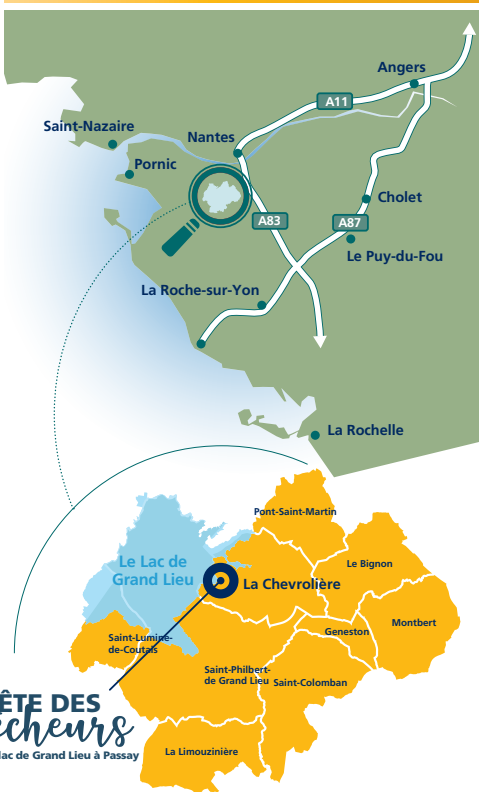 Angers
A11
Saint-Nazaire
Nantes
Pornic
Cholet
A83
A87
Le Puy-du-Fou
La Roche-sur-Yon
La Rochelle
Pont-Saint-Martin
Le Lac de
Grand Lieu
Le Bignon
La Chevrolière
Montbert
Geneston
Saint-Lumine-
de-Coutais
Saint-Philbert-
de Grand Lieu
Saint-Colomban
ÊTE DES
êcheurs
lac de Grand Lieu à Passay
La Limouzinière